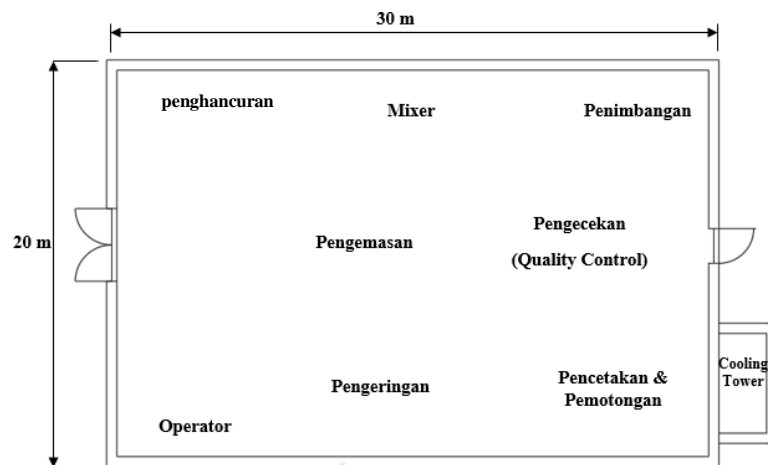 30 m
penghancuran
Mixer
Penimbangan
20 m
Pengemasan
Pengecekan
(Quality Control)
Pengeringan
Pencetakan &
Pemotongan
Cooling
Tower
Operator